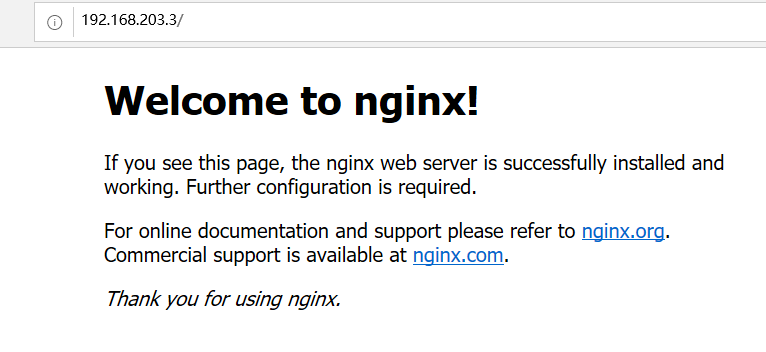 192.168.203.3/
Welcome to nginx!
If you see this page, the nginx web server is successfully installed and
working. Further configuration is required.
For online documentation and support please refer to nginx.org.
Commercial support is available at nginx.com.
Thank you for using nginx.